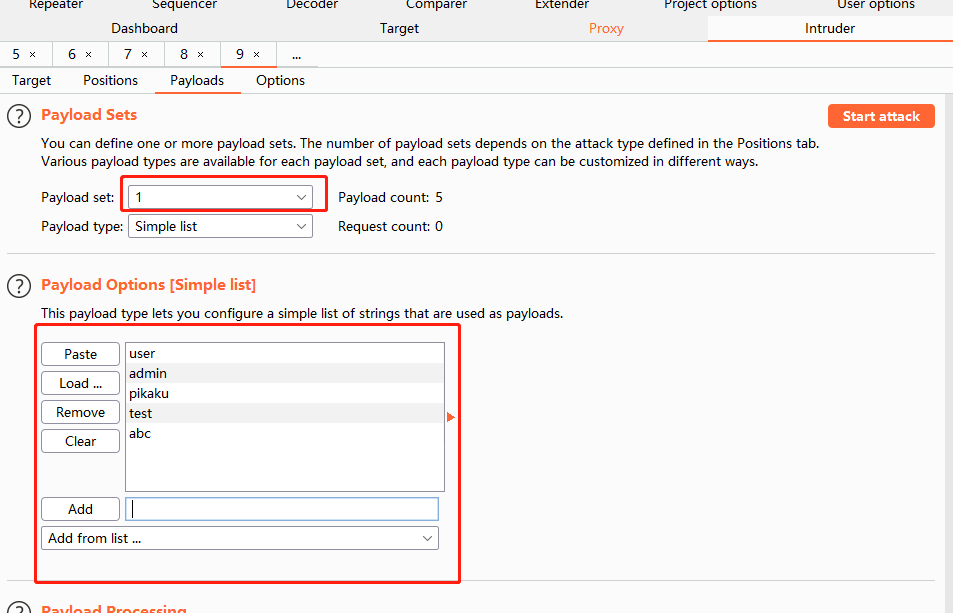 Repeater Sequencer Decoder Comparer Extender Project options User options
Dashboard Target Proxy Intruder
5 × 6 × 7 × 8 × 9 × ...
Target Positions Payloads Options
? Payload Sets Start attack
You can define one or more payload sets. The number of payload sets depends on the attack type defined in the Positions tab.
Various payload types are available for each payload set, and each payload type can be customized in different ways.
Payload set: 1 Payload count: 5
Payload type: Simple list Request count: 0
? Payload Options [Simple list]
This payload type lets you configure a simple list of strings that are used as payloads.
Paste user
admin
Load ... pikaku
Remove test
Clear abc
Add
Add from list ...
? Payload Processing